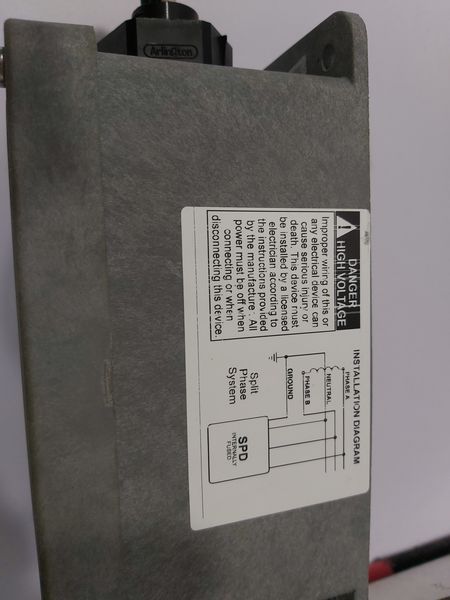 Arlington
DANGER
HIGH VOLTAGE
Improper wiring of this or
any electrical device can
cause serious injury or
death. This device must
be installed by a licensed
electrician according to
the instructions provided
by the manufacture. All
power must be off when
connecting or when
disconnecting this device.
INSTALLATION DIAGRAM
PHASE A
NEUTRAL
PHASE B
GROUND
Split
Phase
System
SPD
INTERNALLY
FUSED